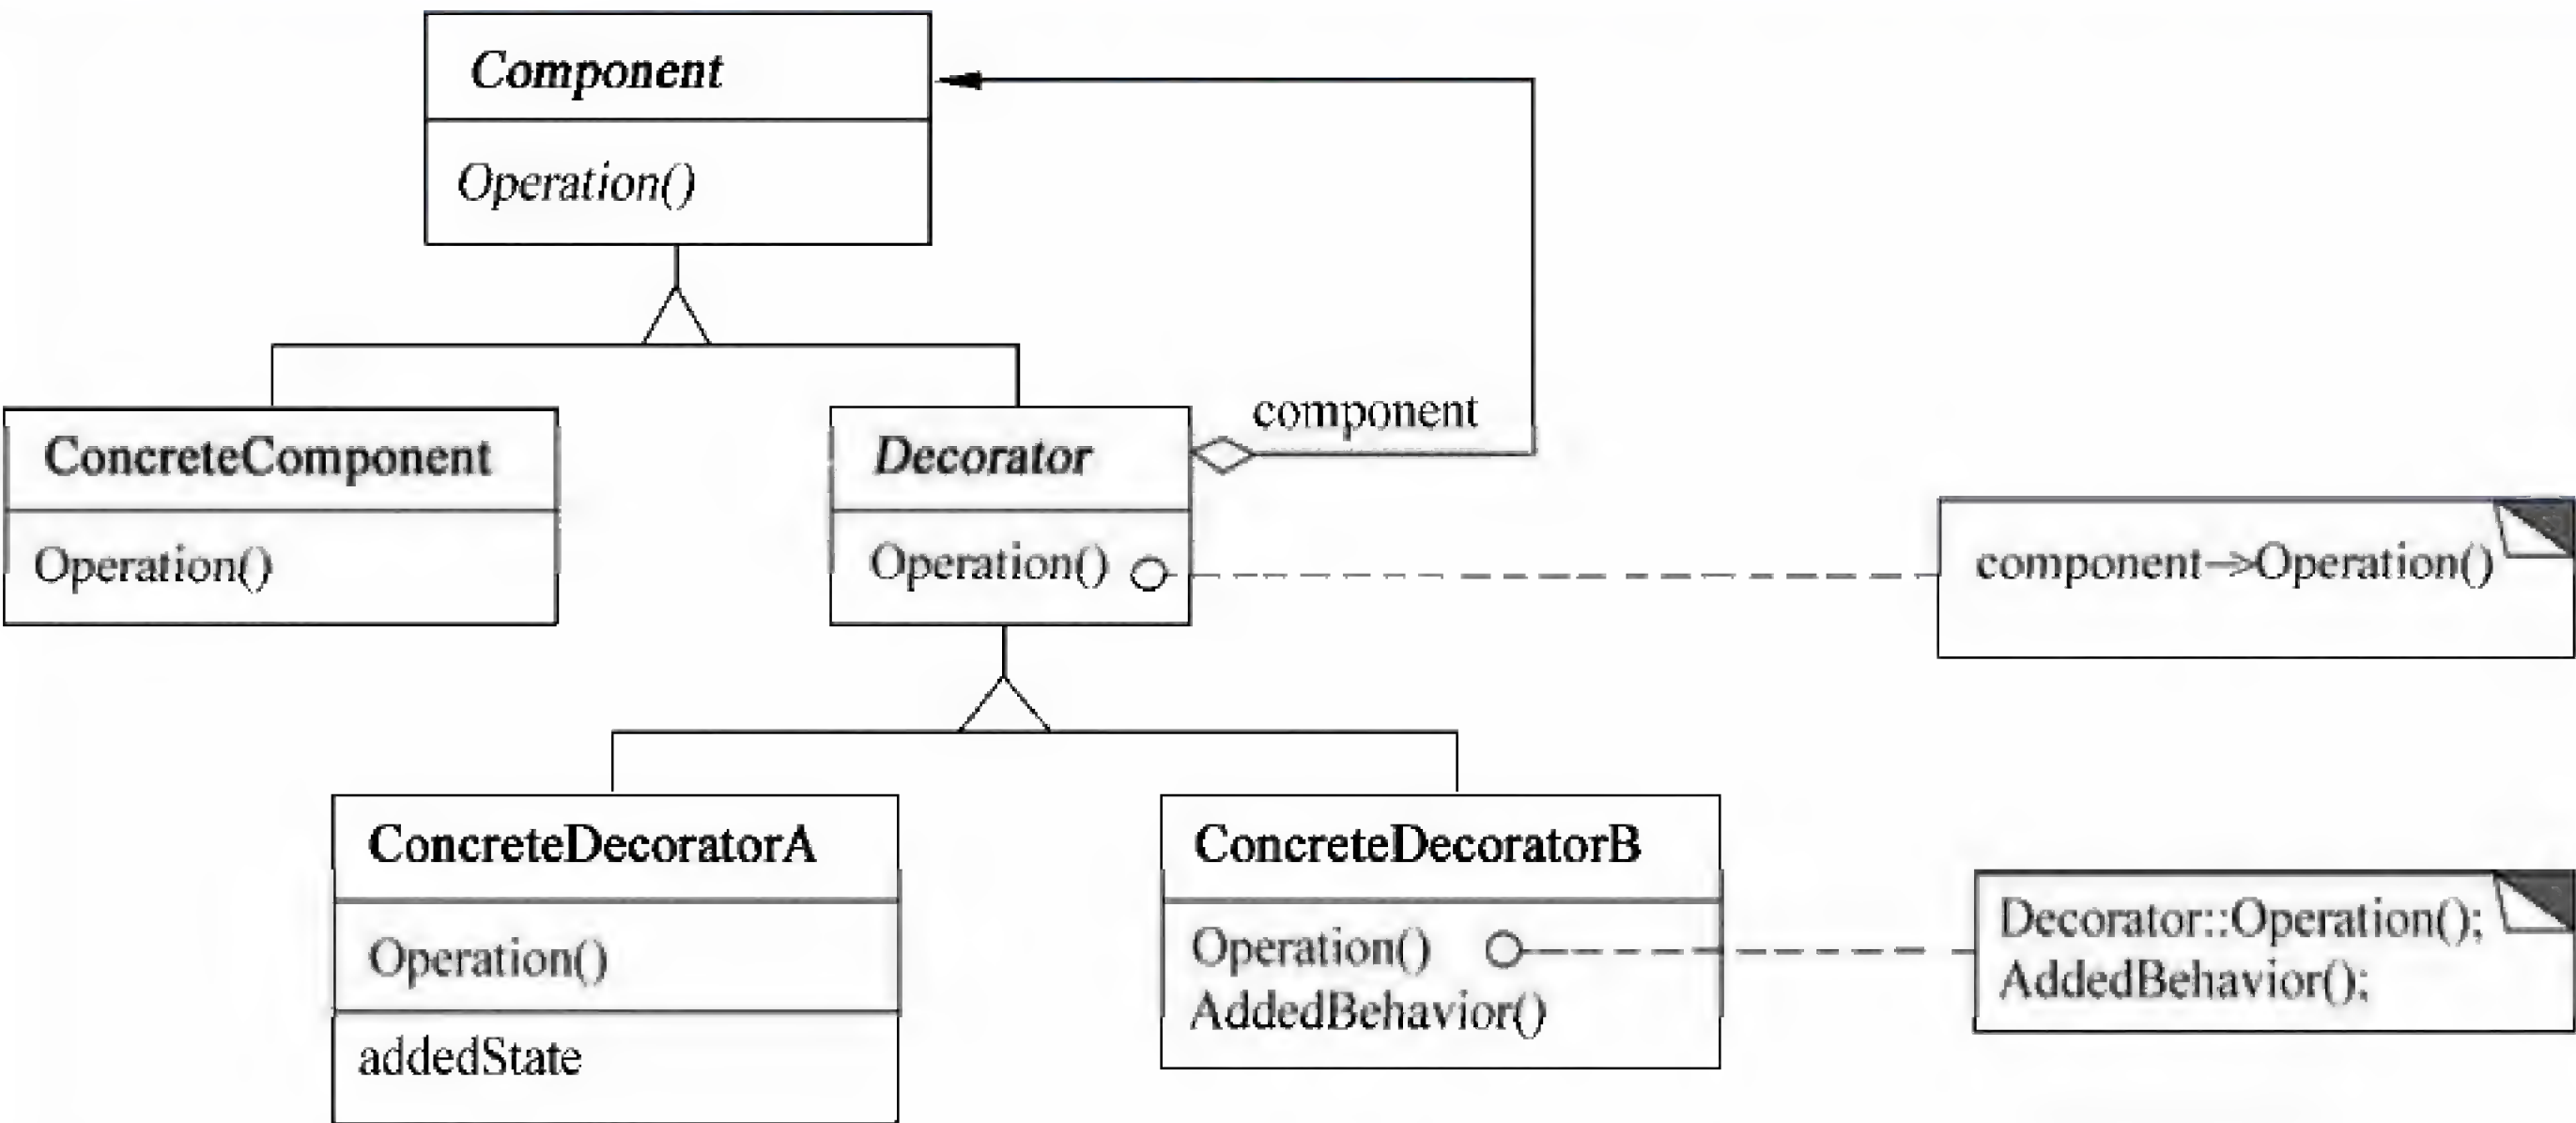 Component
Operation()
component
ConcreteComponent
Decorator
Operation()
Operation()
component->Operation()
ConcreteDecoratorA
ConcreteDecoratorB
Operation()
addedState
Operation()
AddedBehavior()
Decorator::Operation();
AddedBehavior();